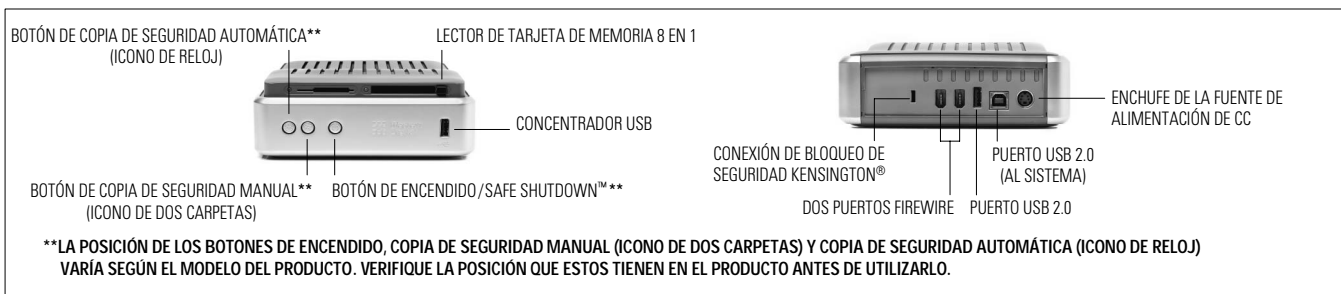 BOTÓN DE COPIA DE SEGURIDAD AUTOMÁTICA**
(ICONO DE RELOJ)
LECTOR DE TARJETA DE MEMORIA 8 EN 1
CONCENTRADOR USB
BOTÓN DE COPIA DE SEGURIDAD MANUAL**
(ICONO DE DOS CARPETAS)
BOTÓN DE ENCENDIDO/SAFE SHUTDOWN™**
ENCHUFE DE LA FUENTE DE
ALIMENTACIÓN DE CC
CONEXIÓN DE BLOQUEO DE
SEGURIDAD KENSINGTON®
PUERTO USB 2.0
(AL SISTEMA)
DOS PUERTOS FIREWIRE
PUERTO USB 2.0
**LA POSICIÓN DE LOS BOTONES DE ENCENDIDO, COPIA DE SEGURIDAD MANUAL (ICONO DE DOS CARPETAS) Y COPIA DE SEGURIDAD AUTOMÁTICA (ICONO DE RELOJ)
VARÍA SEGÚN EL MODELO DEL PRODUCTO. VERIFIQUE LA POSICIÓN QUE ESTOS TIENEN EN EL PRODUCTO ANTES DE UTILIZARLO.